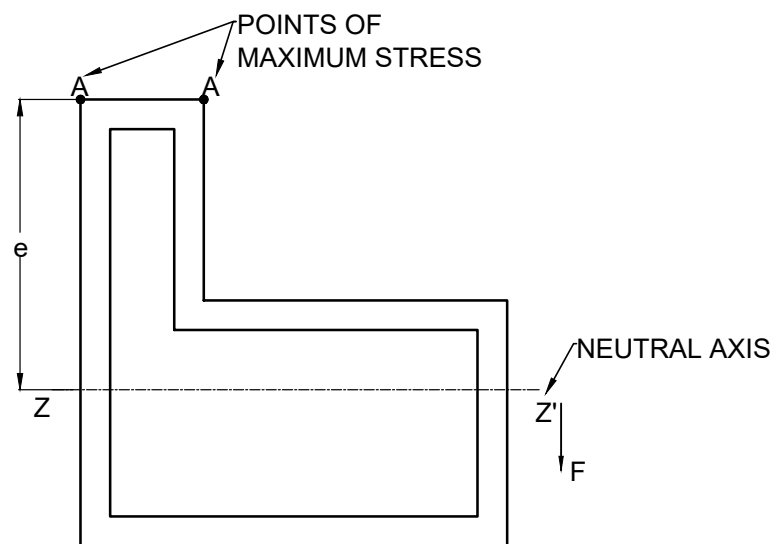 POINTS OF
MAXIMUM STRESS
A A
e
NEUTRAL AXIS
Z Z'
F